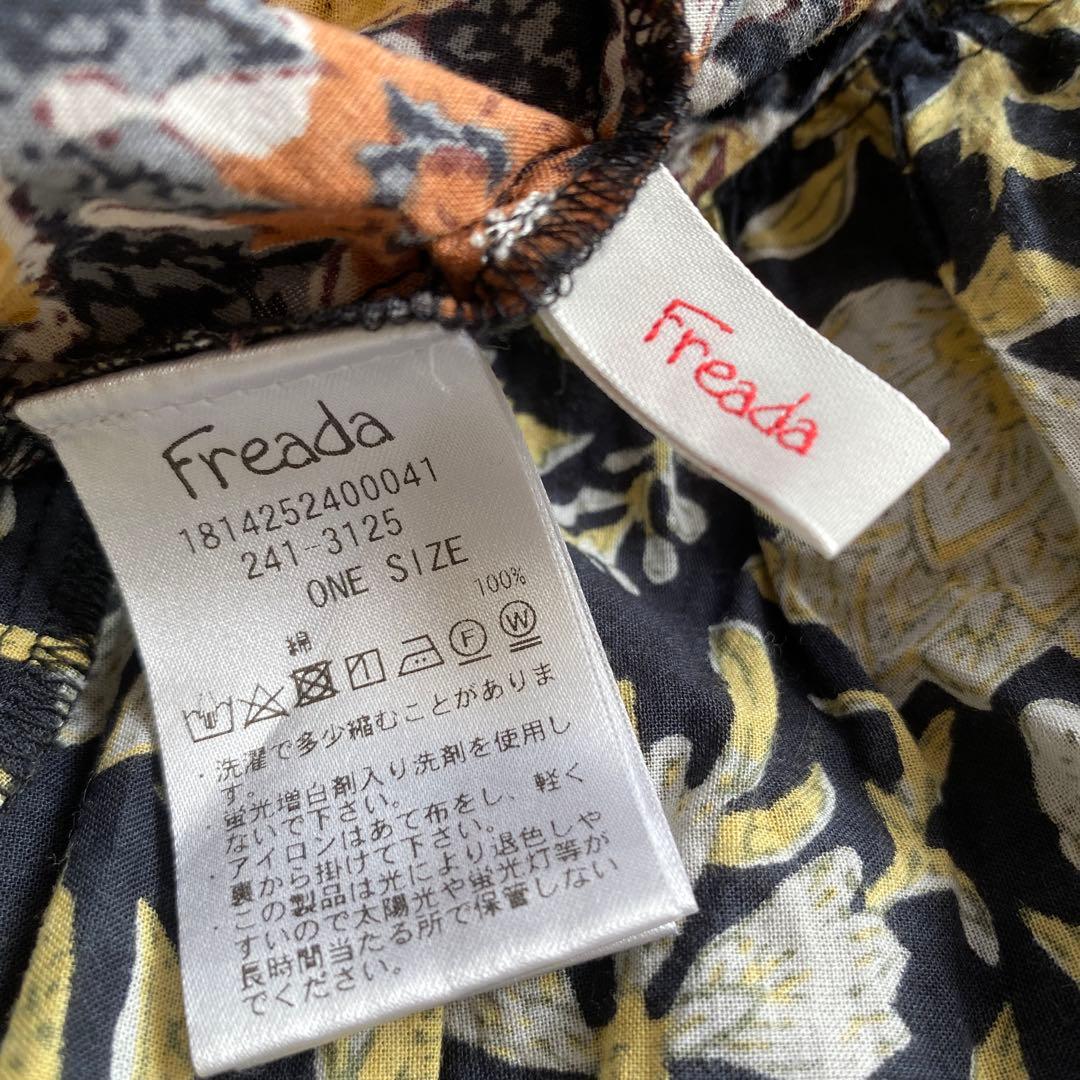 Freada
Freada
1814252400041
241-3125
ONE SIZE
綿 100%
F W
・洗濯で多少縮むことがありま
す。
・蛍光増白剤入り洗剤を使用し
ないで下さい。
・アイロンはあて布をし、軽く
裏から掛けて下さい。
・この製品は光により退色しや
すいので太陽光や蛍光灯等が
長時間当たる所で保管しない
でください。